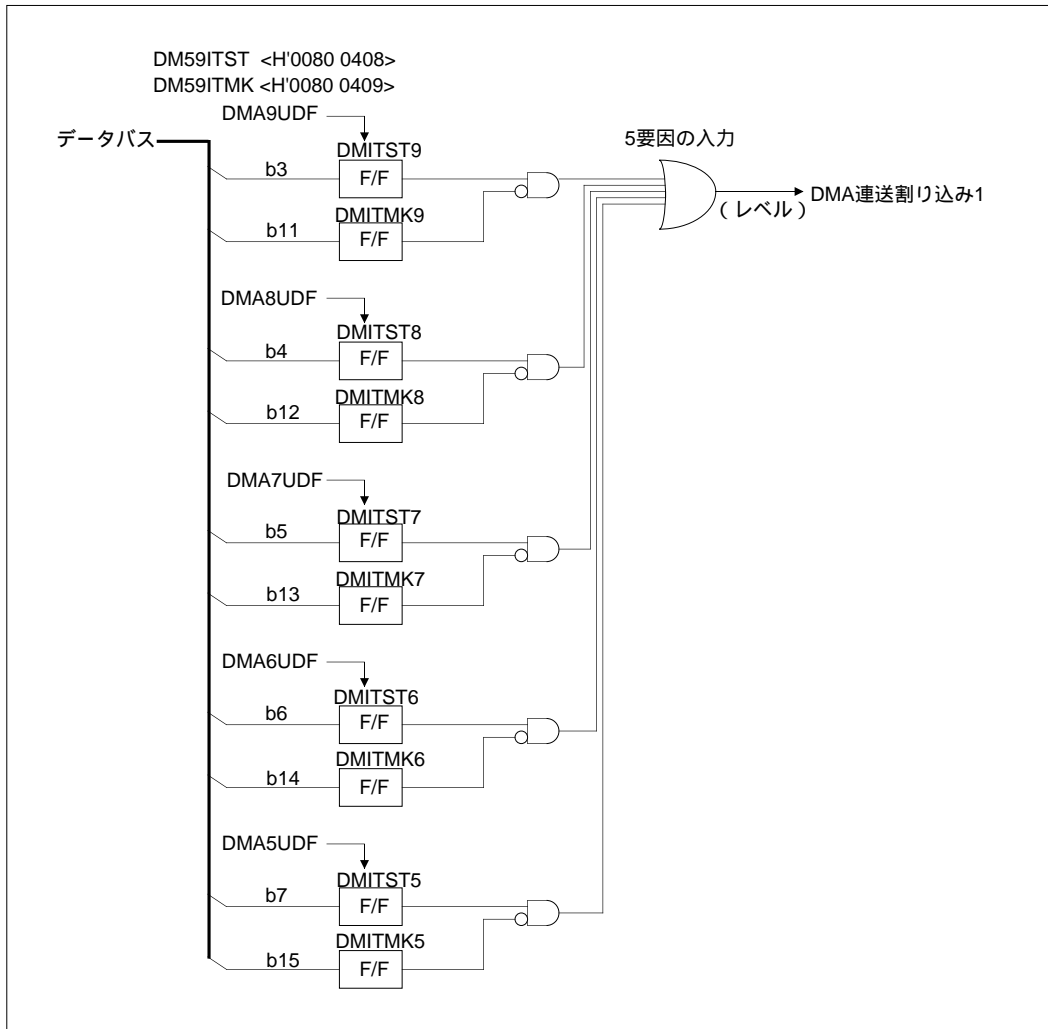 DM59ITST <H'0080 0408>
DM59ITMK <H'0080 0409>
DMA9UDF
データバス
DMITST9
5要因の入力
b3
F/F
DMA連送割り込み1
(レベル)
DMITMK9
b11
F/F
DMA8UDF
DMITST8
b4
F/F
DMITMK8
b12
F/F
DMA7UDF
DMITST7
b5
F/F
DMITMK7
b13
F/F
DMA6UDF
DMITST6
b6
F/F
DMITMK6
b14
F/F
DMA5UDF
DMITST5
b7
F/F
DMITMK5
b15
F/F